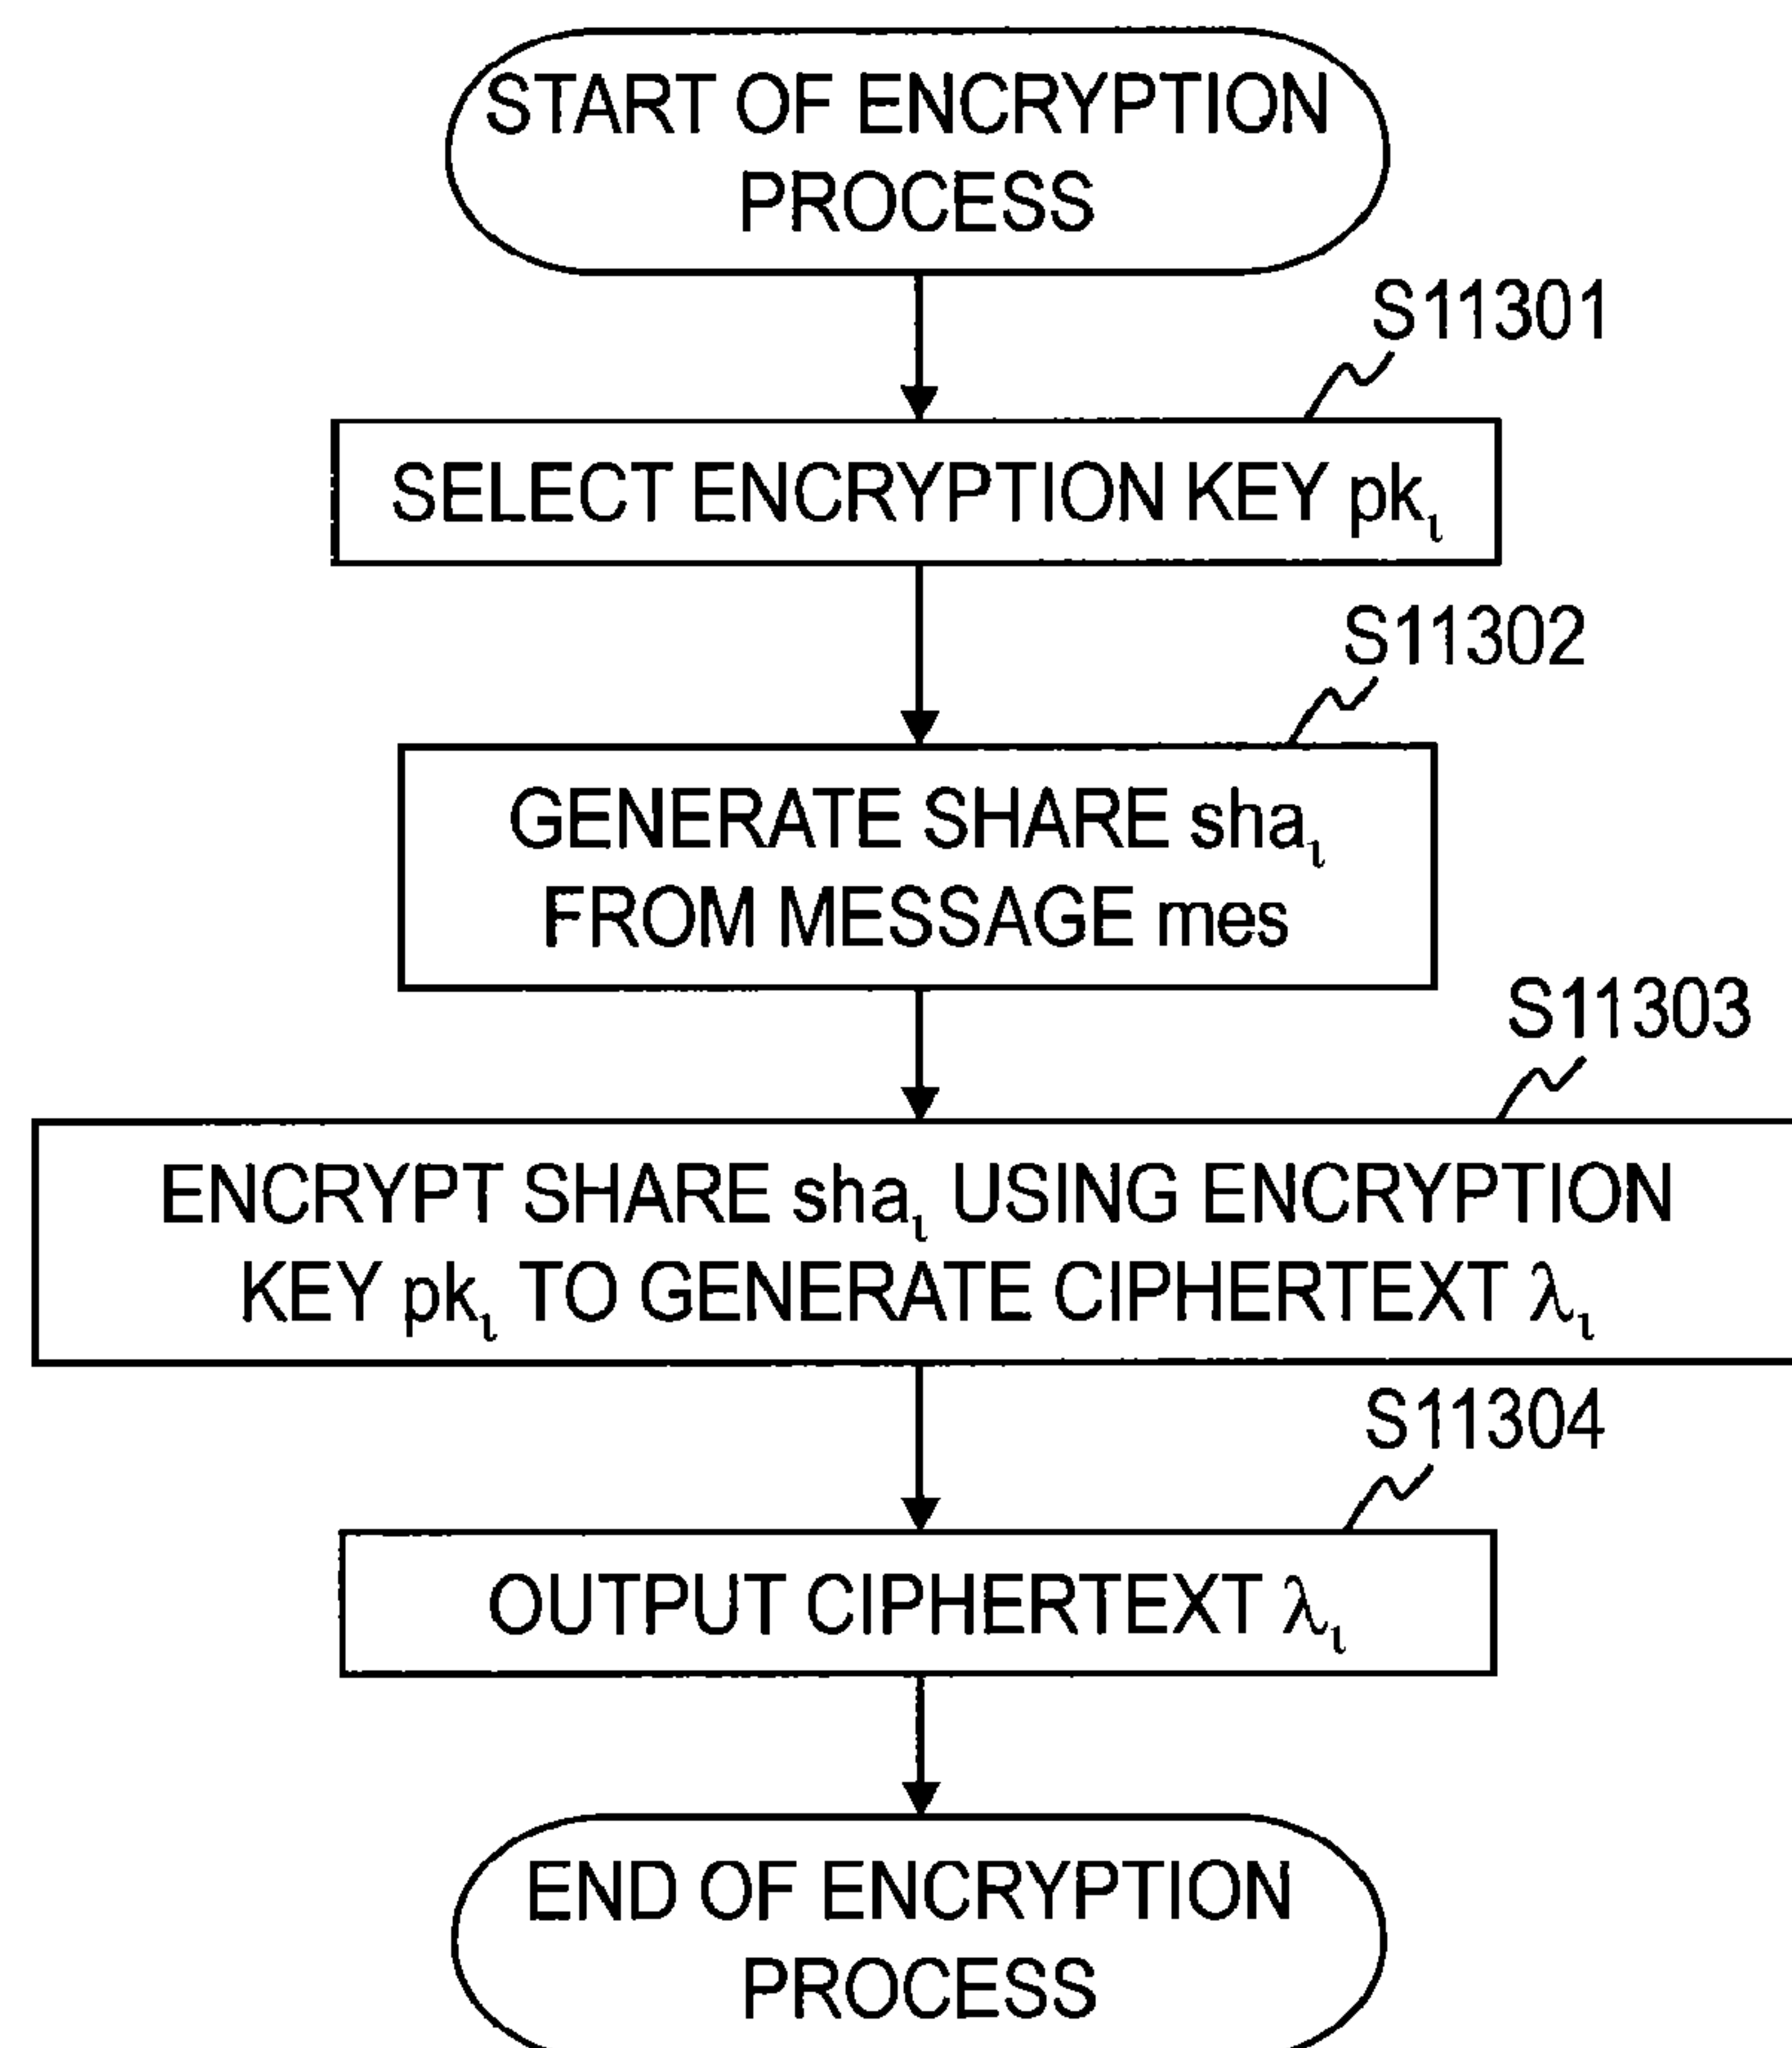 START OF ENCRYPTION
PROCESS
S11301
SELECT ENCRYPTION KEY pkι
S11302
GENERATE SHARE shaι
FROM MESSAGE mes
S11303
ENCRYPT SHARE shaι USING ENCRYPTION
KEY pkι TO GENERATE CIPHERTEXT λι
S11304
OUTPUT CIPHERTEXT λι
END OF ENCRYPTION
PROCESS